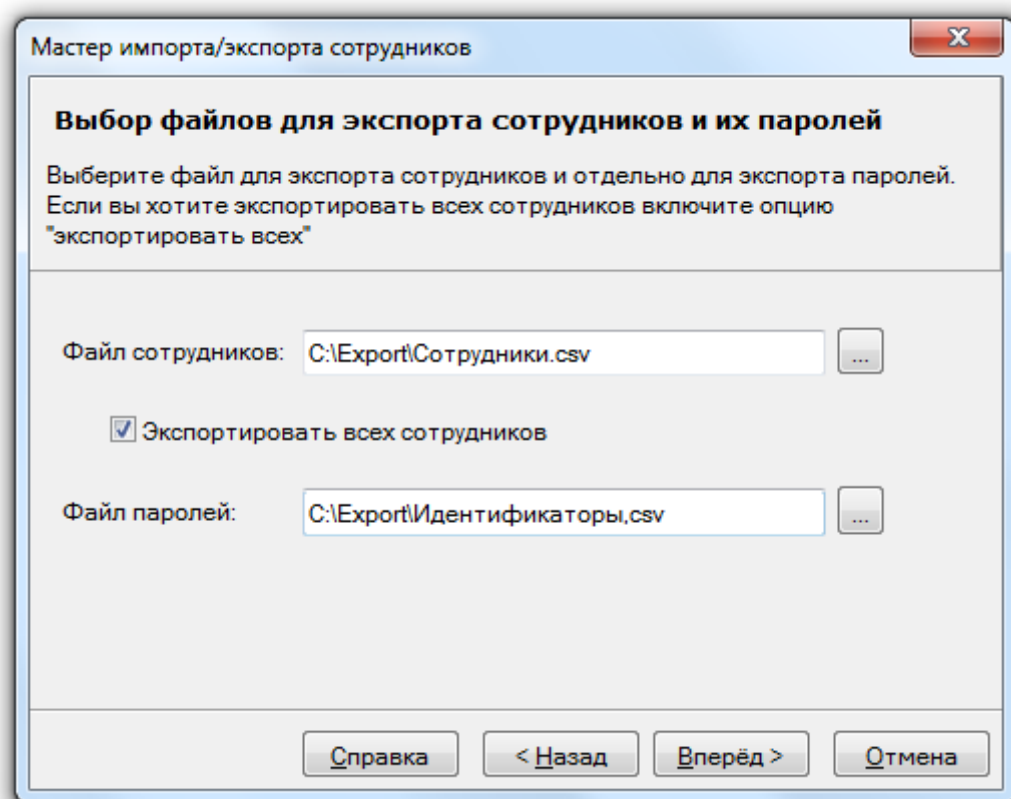 Мастер импорта/экспорта сотрудников
Выбор файлов для экспорта сотрудников и их паролей
Выберите файл для экспорта сотрудников и отдельно для экспорта паролей.
Если вы хотите экспортировать всех сотрудников включите опцию
"экспортировать всех"
Файл сотрудников: C:\Export\Сотрудники.csv ...
Экспортировать всех сотрудников
Файл паролей: C:\Export\Идентификаторы,csv ...
Справка < Назад Вперёд > Отмена